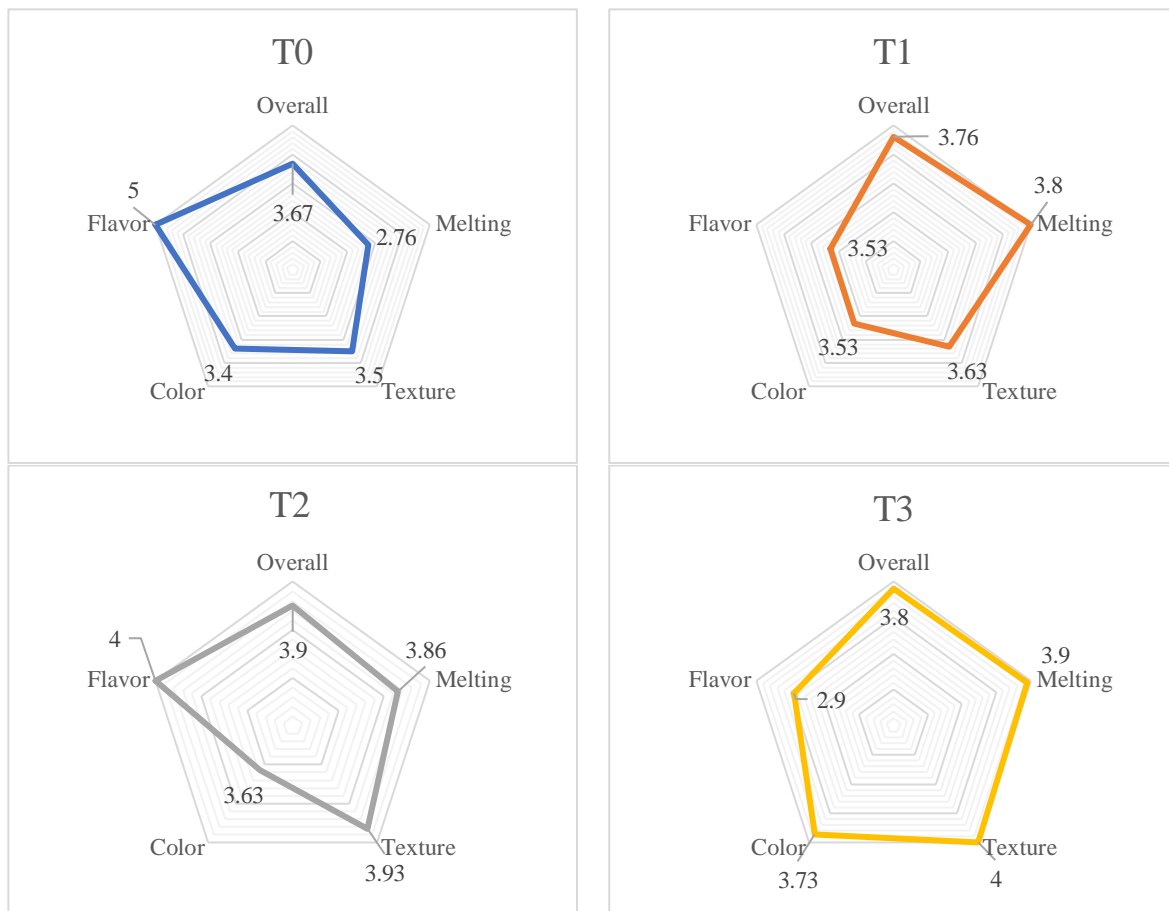 T0
Overall
5
Flavor
3.67
2.76
Melting
3.4
3.5
Color
Texture
T1
Overall
3.76
3.8
Flavor
3.53
Melting
3.53
3.63
Color
Texture
T2
Overall
4
3.9
3.86
Flavor
Melting
3.63
Color
Texture
3.93
T3
Overall
3.8
3.9
Flavor
2.9
Melting
Color
Texture
3.73
4